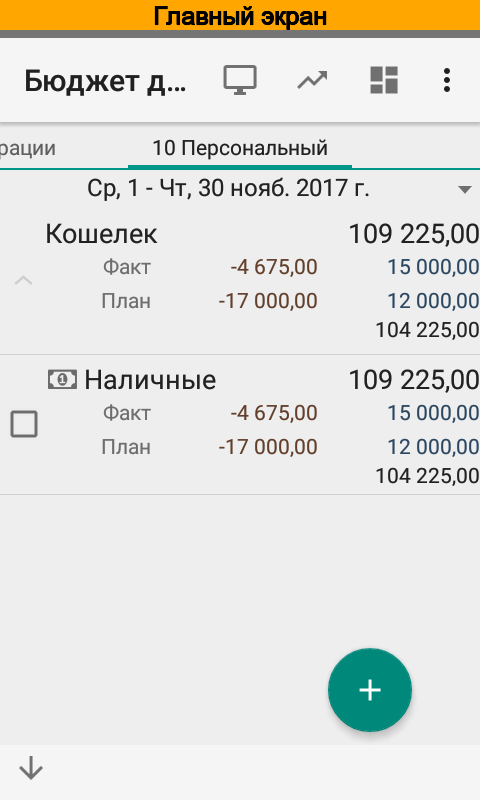 Главный экран
Бюджет д...
рации
10 Персональный
Ср, 1 - Чт, 30 нояб. 2017 г.
Кошелек 109 225,00
Факт -4 675,00 15 000,00
План -17 000,00 12 000,00
104 225,00
Наличные 109 225,00
Факт -4 675,00 15 000,00
План -17 000,00 12 000,00
104 225,00